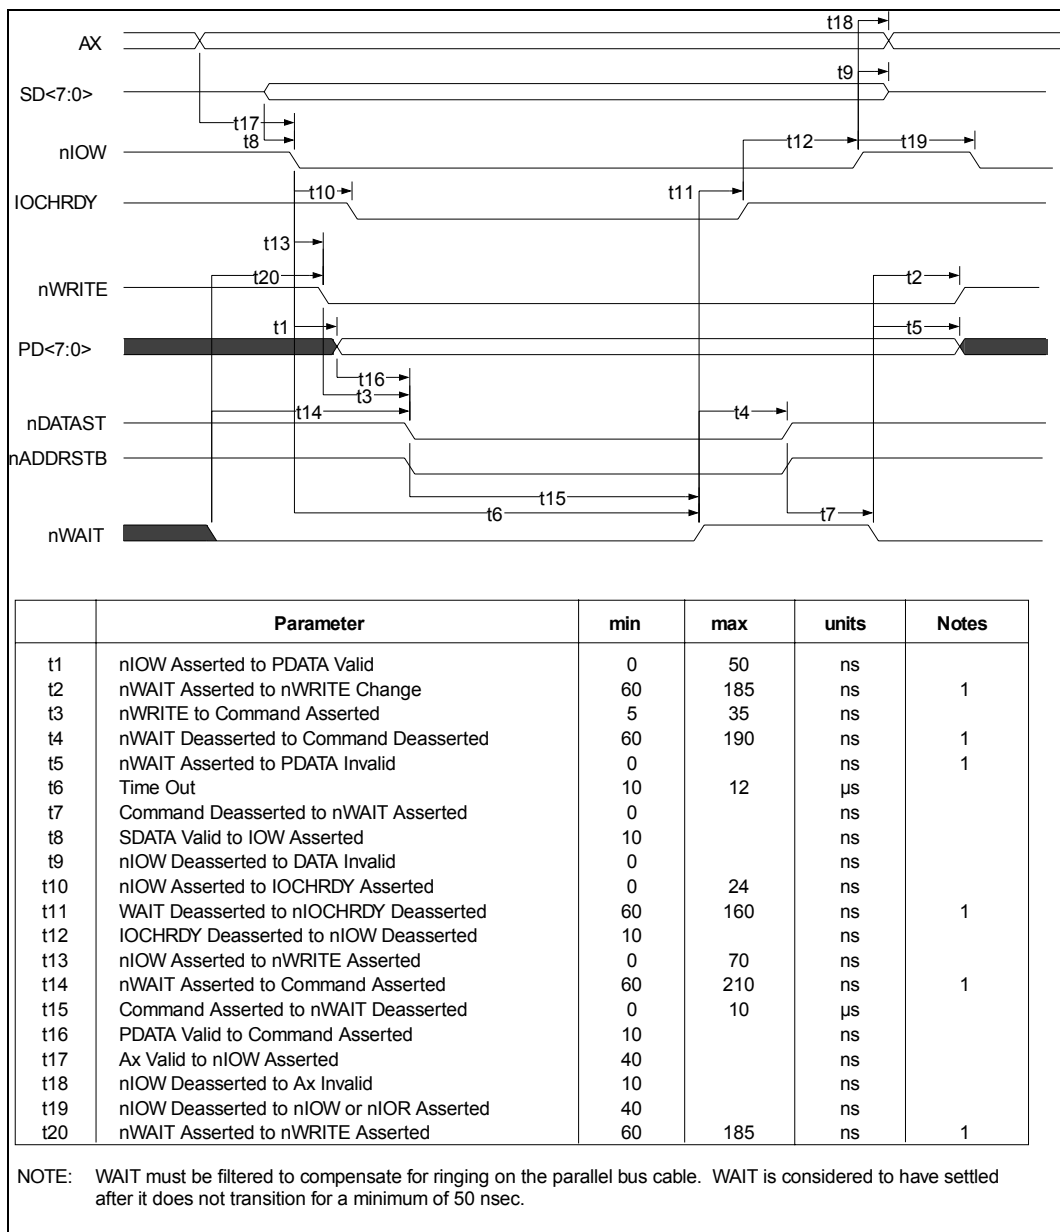 t18
AX
t9
SD<7:0>
t17
t8
t12
t19
nIOW
t10
t11
IOCHRDY
t13
t20
t2
nWRITE
t1
t5
PD<7:0>
t16
t3
t14
t4
nDATAST
nADDRSTB
t15
t6
t7
nWAIT
Parameter min max units Notes
t1 nIOW Asserted to PDATA Valid 0 50 ns
t2 nWAIT Asserted to nWRITE Change 60 185 ns 1
t3 nWRITE to Command Asserted 5 35 ns
t4 nWAIT Deasserted to Command Deasserted 60 190 ns 1
t5 nWAIT Asserted to PDATA Invalid 0 ns 1
t6 Time Out 10 12 µs
t7 Command Deasserted to nWAIT Asserted 0 ns
t8 SDATA Valid to IOW Asserted 10 ns
t9 nIOW Deasserted to DATA Invalid 0 ns
t10 nIOW Asserted to IOCHRDY Asserted 0 24 ns
t11 WAIT Deasserted to nIOCHRDY Deasserted 60 160 ns 1
t12 IOCHRDY Deasserted to nIOW Deasserted 10 ns
t13 nIOW Asserted to nWRITE Asserted 0 70 ns
t14 nWAIT Asserted to Command Asserted 60 210 ns 1
t15 Command Asserted to nWAIT Deasserted 0 10 µs
t16 PDATA Valid to Command Asserted 10 ns
t17 Ax Valid to nIOW Asserted 40 ns
t18 nIOW Deasserted to Ax Invalid 10 ns
t19 nIOW Deasserted to nIOW or nIOR Asserted 40 ns
t20 nWAIT Asserted to nWRITE Asserted 60 185 ns 1
NOTE: WAIT must be filtered to compensate for ringing on the parallel bus cable. WAIT is considered to have settled
after it does not transition for a minimum of 50 nsec.